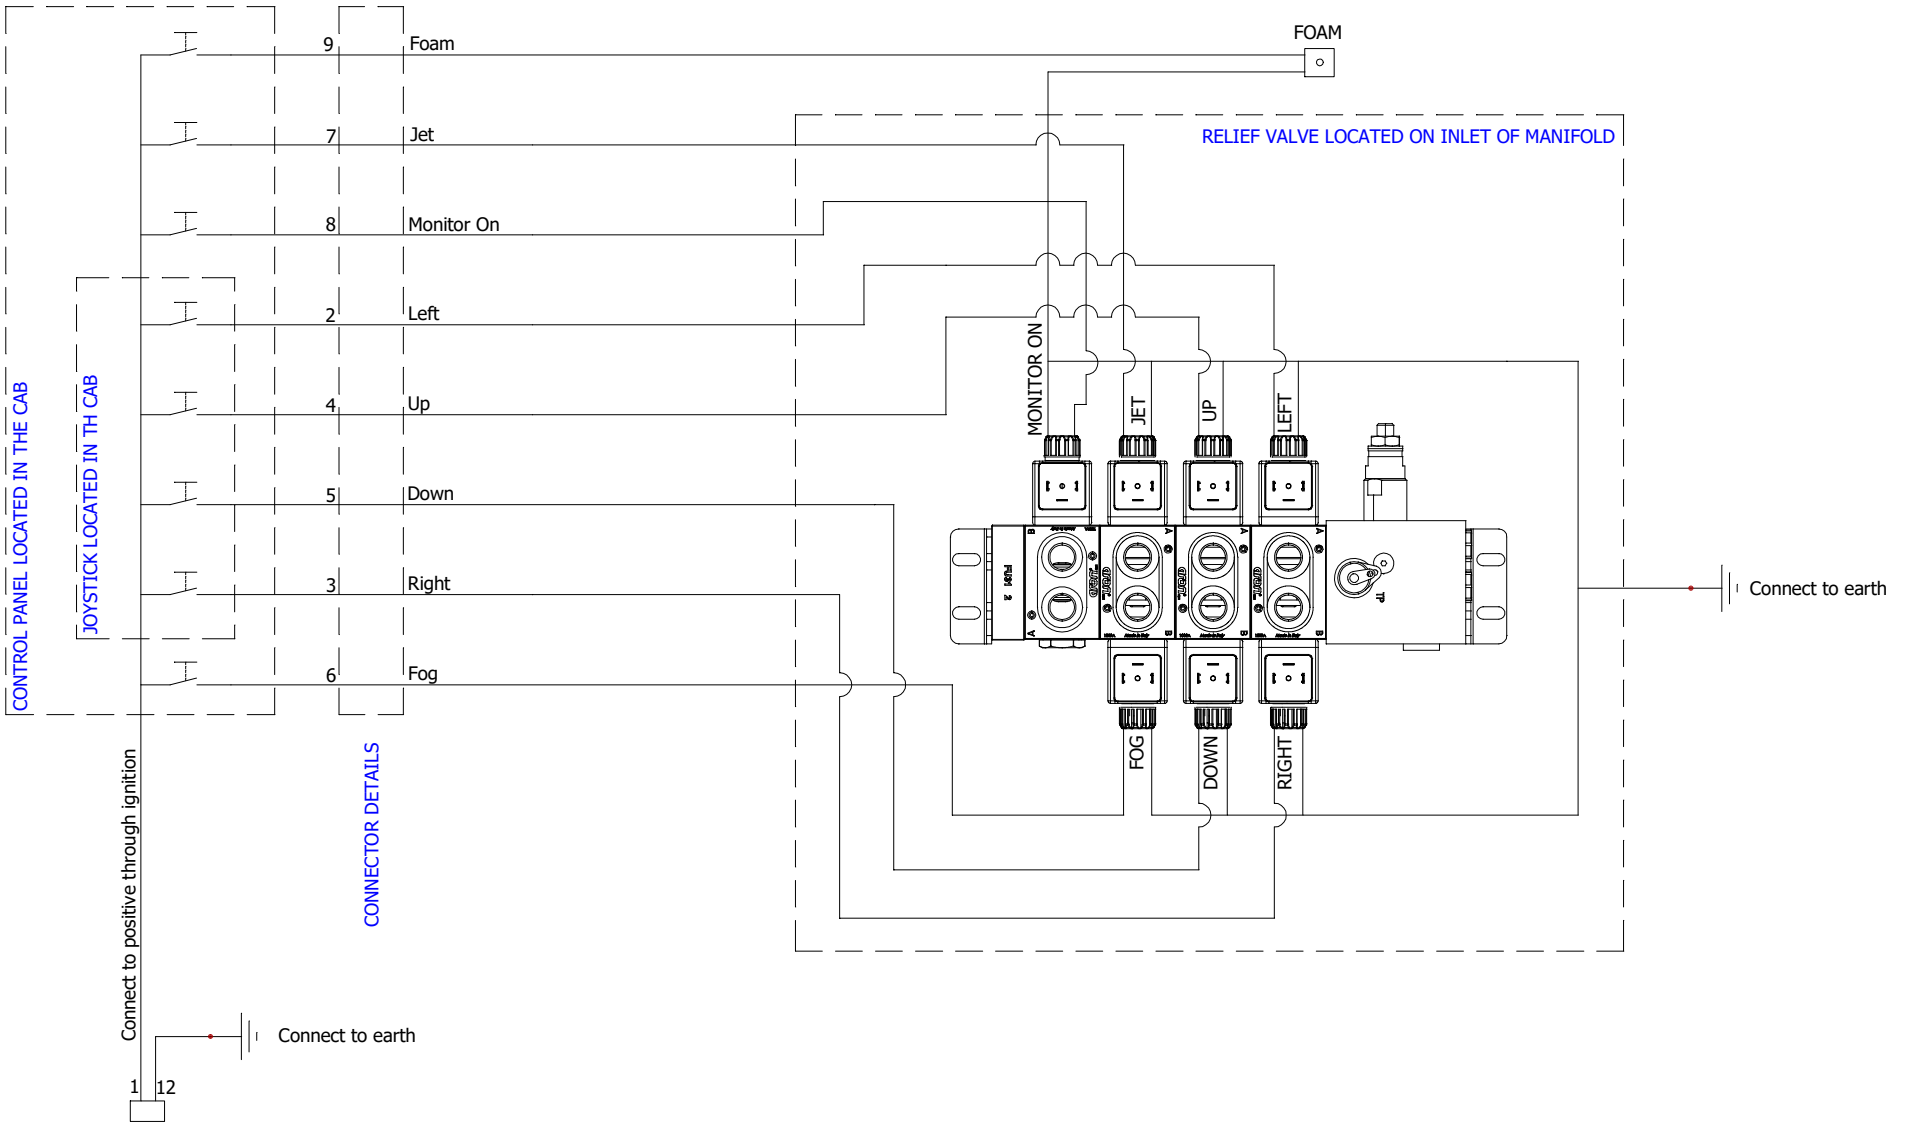 FOAM
9 Foam
RELIEF VALVE LOCATED ON INLET OF MANIFOLD
7 Jet
8 Monitor On
2 Left
4 Up
5 Down
3 Right
6 Fog
CONTROL PANEL LOCATED IN THE CAB
JOYSTICK LOCATED IN TH CAB
CONNECTOR DETAILS
MONITOR ON
JET
UP
LEFT
B
A
A
A
A
B
B
B
TP
FOG
DOWN
RIGHT
Connect to earth
Connect to positive through ignition
Connect to earth
1 12